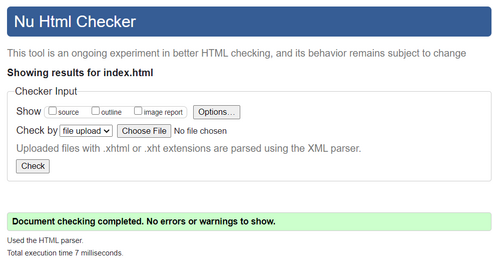 Nu Html Checker
This tool is an ongoing experiment in better HTML checking, and its behavior remains subject to change
Showing results for index.html
Checker Input
Show source outline image report Options...
Check by file upload Choose File No file chosen
Uploaded files with .xhtml or .xht extensions are parsed using the XML parser.
Check
Document checking completed. No errors or warnings to show.
Used the HTML parser.
Total execution time 7 milliseconds.